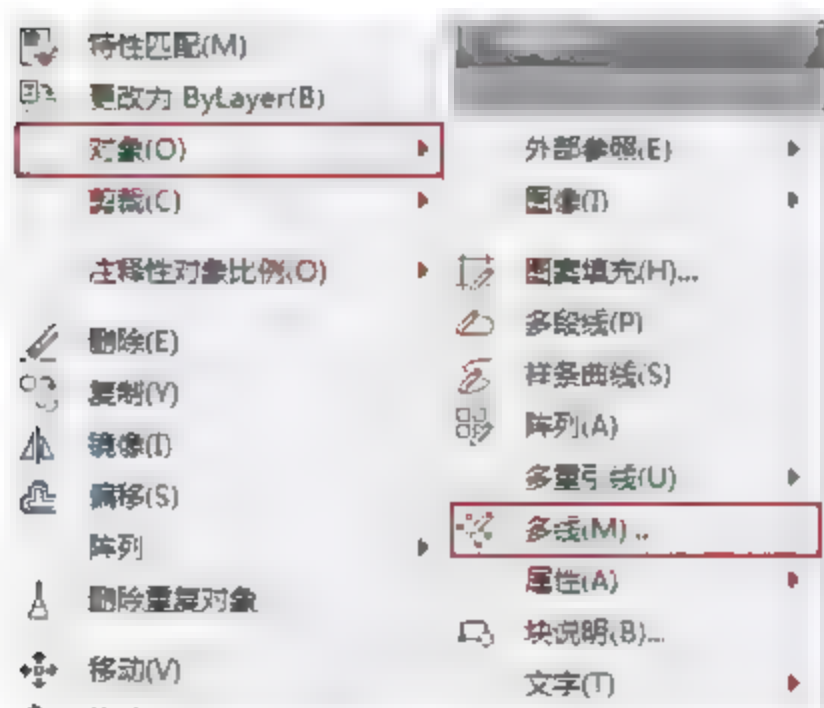 特性匹配(M)
更改为 ByLayer(B)
对象(O)
剪裁(C)
注释性对象比例(O)
删除(E)
复制(Y)
镜像(I)
偏移(S)
阵列
删除重复对象
移动(V)
外部参照(E)
图像(I)
图案填充(H)...
多段线(P)
样条曲线(S)
阵列(A)
多重引线(U)
多线(M)...
属性(A)
块说明(B)...
文字(T)